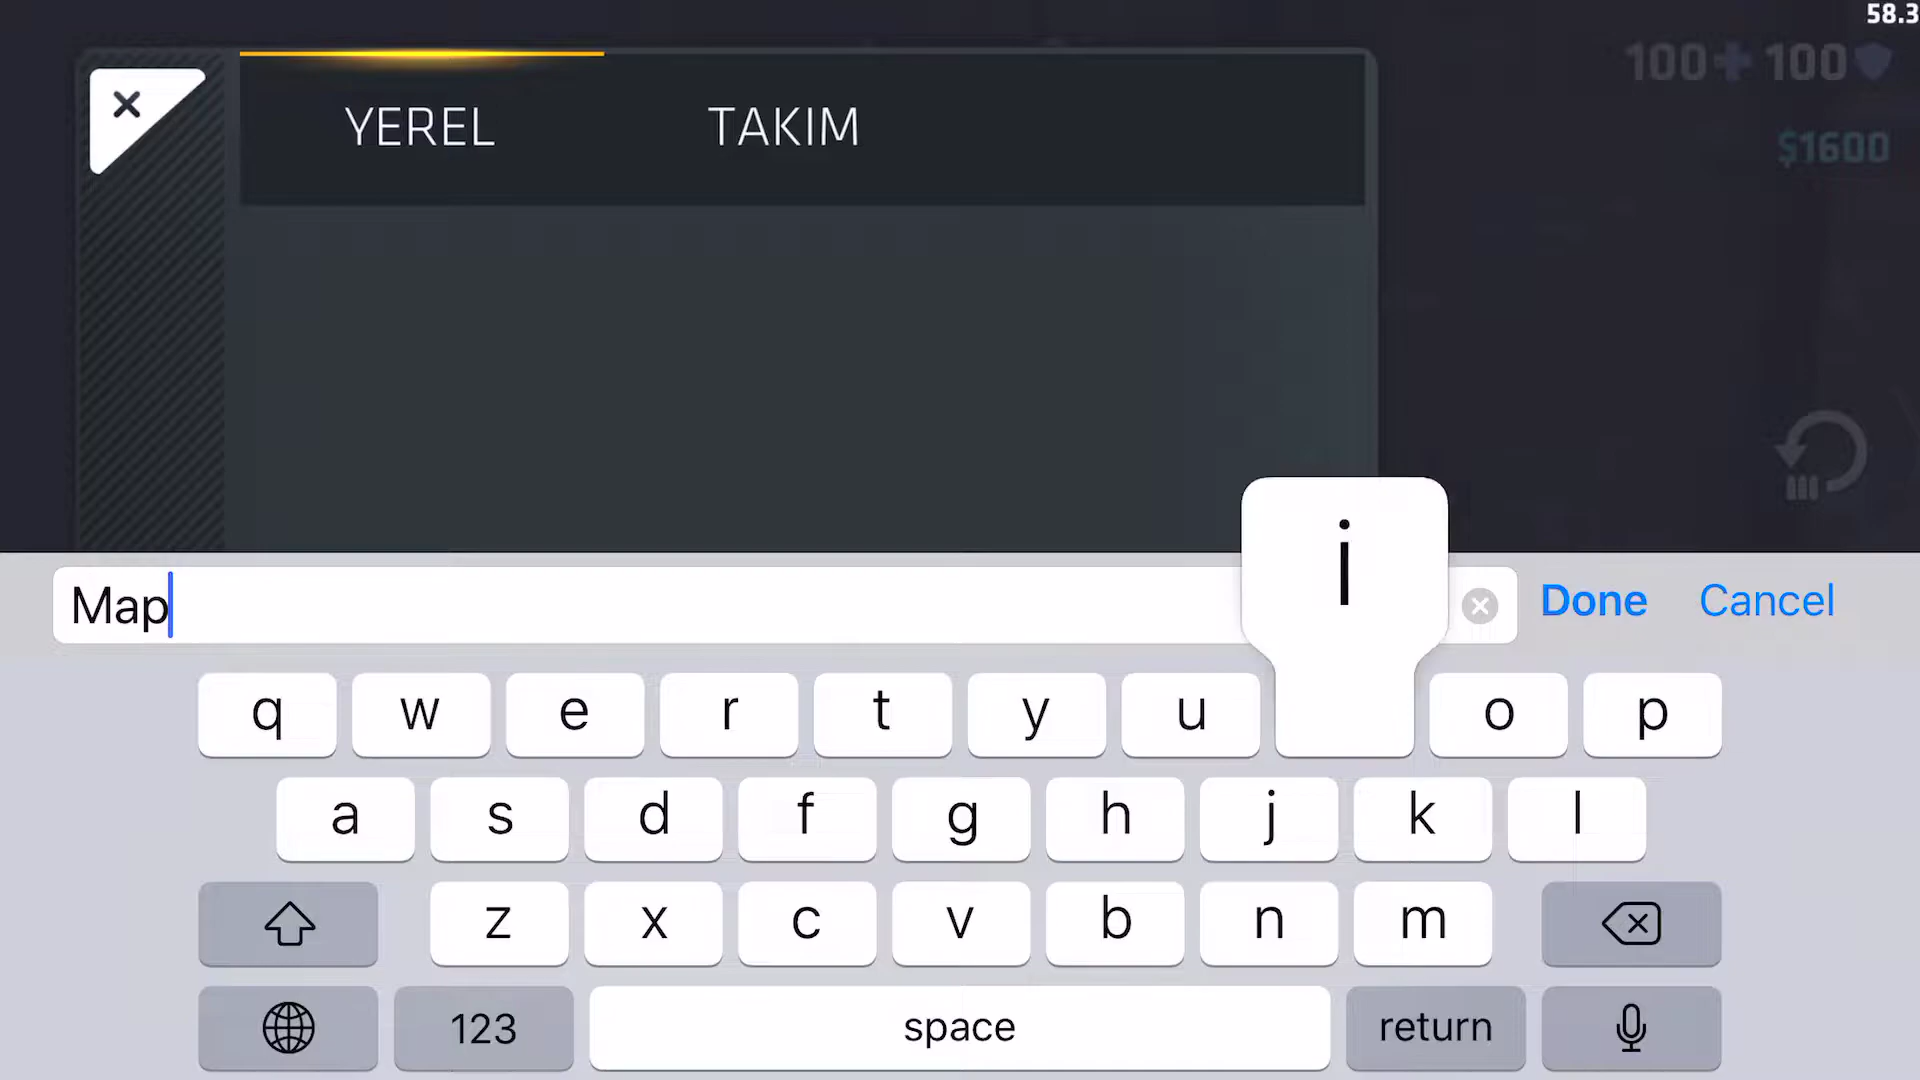 58.3
100 100
YEREL TAKIM
$1600
i
Map Done Cancel
q w e r t y u o p
a s d f g h j k l
z x c v b n m
123 space return